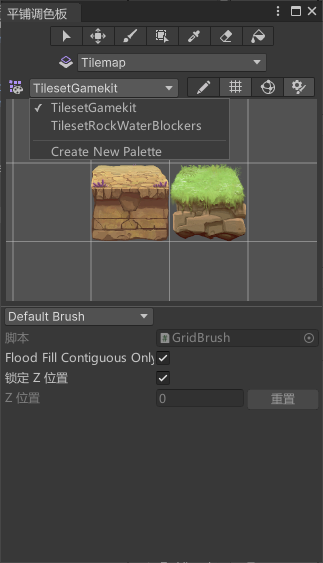 平铺调色板
Tilemap
TilesetGamekit
TilesetGamekit
TilesetRockWaterBlockers
Create New Palette
Default Brush
脚本
GridBrush
Flood Fill Contiguous Only
锁定 Z 位置
Z 位置
0
重置